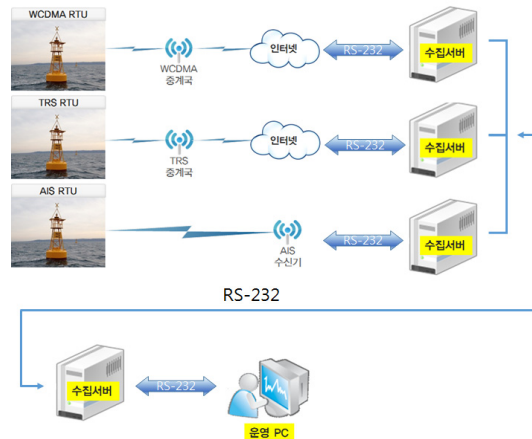 WCDMA RTU
WCDMA
중계국
인터넷
RS-232
수집서버
TRS RTU
TRS
중계국
인터넷
RS-232
수집서버
AIS RTU
AIS
수신기
RS-232
수집서버
RS-232
수집서버
RS-232
운영 PC